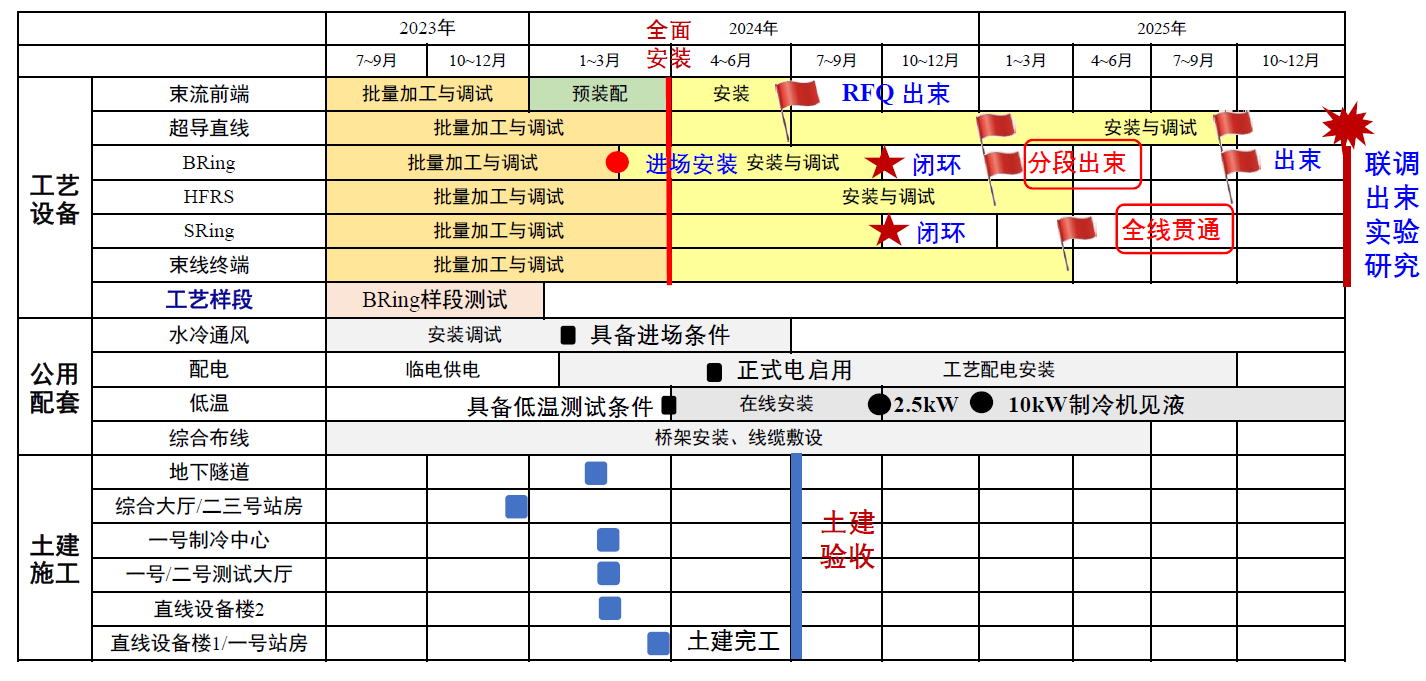 2023年 2024年 2025年
全面
安装
7~9月 10~12月 1~3月 4~6月 7~9月 10~12月 1~3月 4~6月 7~9月 10~12月
工艺
设备
束流前端 批量加工与调试 预装配 安装 RFQ 出束
超导直线 批量加工与调试 安装与调试
BRing 批量加工与调试 进场安装 安装与调试 闭环 分段出束 出束
HFRS 批量加工与调试 安装与调试
SRing 批量加工与调试 闭环 全线贯通
束线终端 批量加工与调试
工艺样段 BRing样段测试
联调
出束
实验
研究
公用
配套
水冷通风 安装调试 具备进场条件
配电 临电供电 正式电启用 工艺配电安装
低温 具备低温测试条件 在线安装 2.5kW 10kW制冷机见液
综合布线 桥架安装、线缆敷设
土建
施工
地下隧道
综合大厅/二三号站房
一号制冷中心
一号/二号测试大厅
直线设备楼2
直线设备楼1/一号站房 土建完工
土建
验收